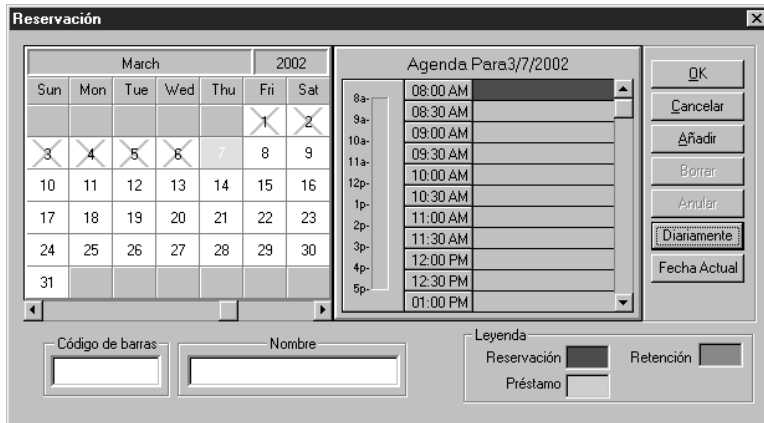 Reservación
March 2002
Sun Mon Tue Wed Thu Fri Sat
1 2
3 4 5 6 7 8 9
10 11 12 13 14 15 16
17 18 19 20 21 22 23
24 25 26 27 28 29 30
31
Agenda Para3/7/2002
8a-
9a-
10a-
11a-
12p-
1p-
2p-
3p-
4p-
5p-
08:00 AM
08:30 AM
09:00 AM
09:30 AM
10:00 AM
10:30 AM
11:00 AM
11:30 AM
12:00 PM
12:30 PM
01:00 PM
OK
Cancelar
Añadir
Borrar
Anular
Diariamente
Fecha Actual
Código de barras
Nombre
Leyenda
Reservación Retención
Préstamo